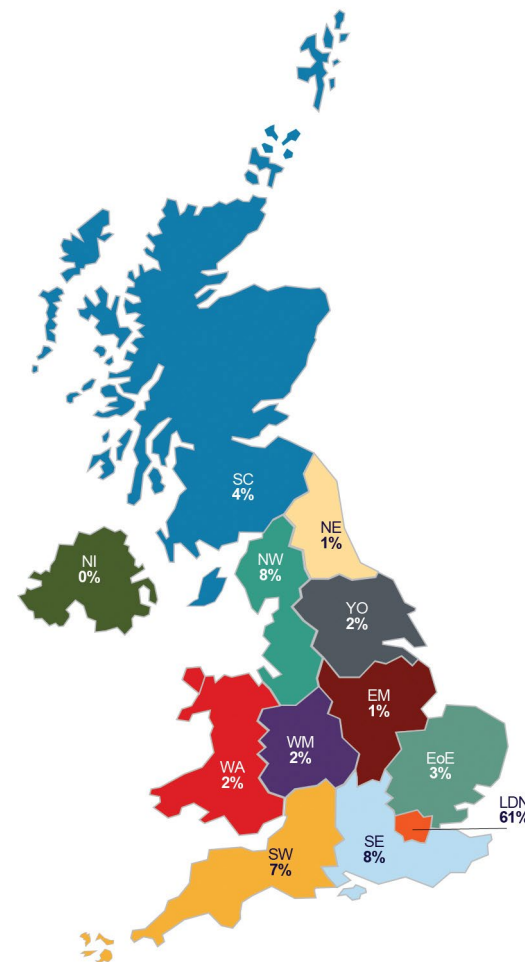 SC
4%
NE
1%
NI
0%
NW
8%
YO
2%
EM
1%
WM
2%
WA
2%
EoE
3%
LDN
61%
SE
8%
SW
7%